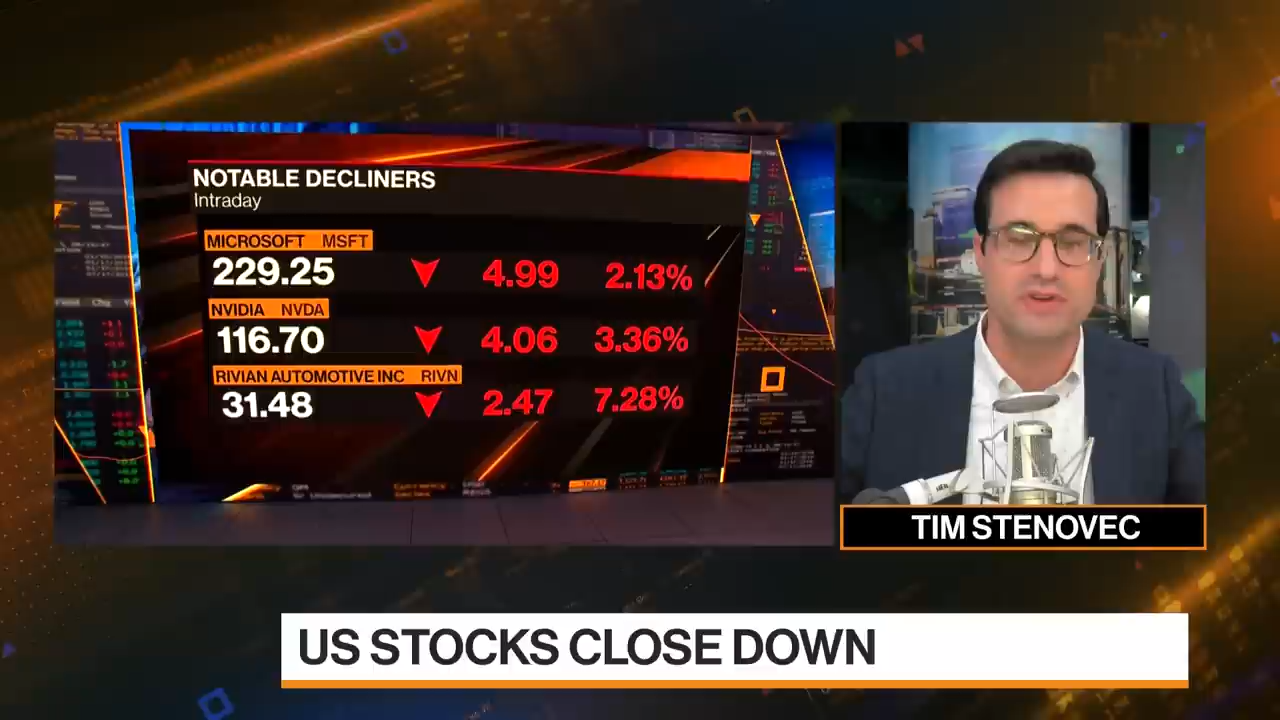 NOTABLE DECLINERS
Intraday
MICROSOFT MSFT
229.25 4.99 2.13%
NVIDIA NVDA
116.70 4.06 3.36%
RIVIAN AUTOMOTIVE INC RIVN
31.48 2.47 7.28%
TIM STENOVEC
US STOCKS CLOSE DOWN